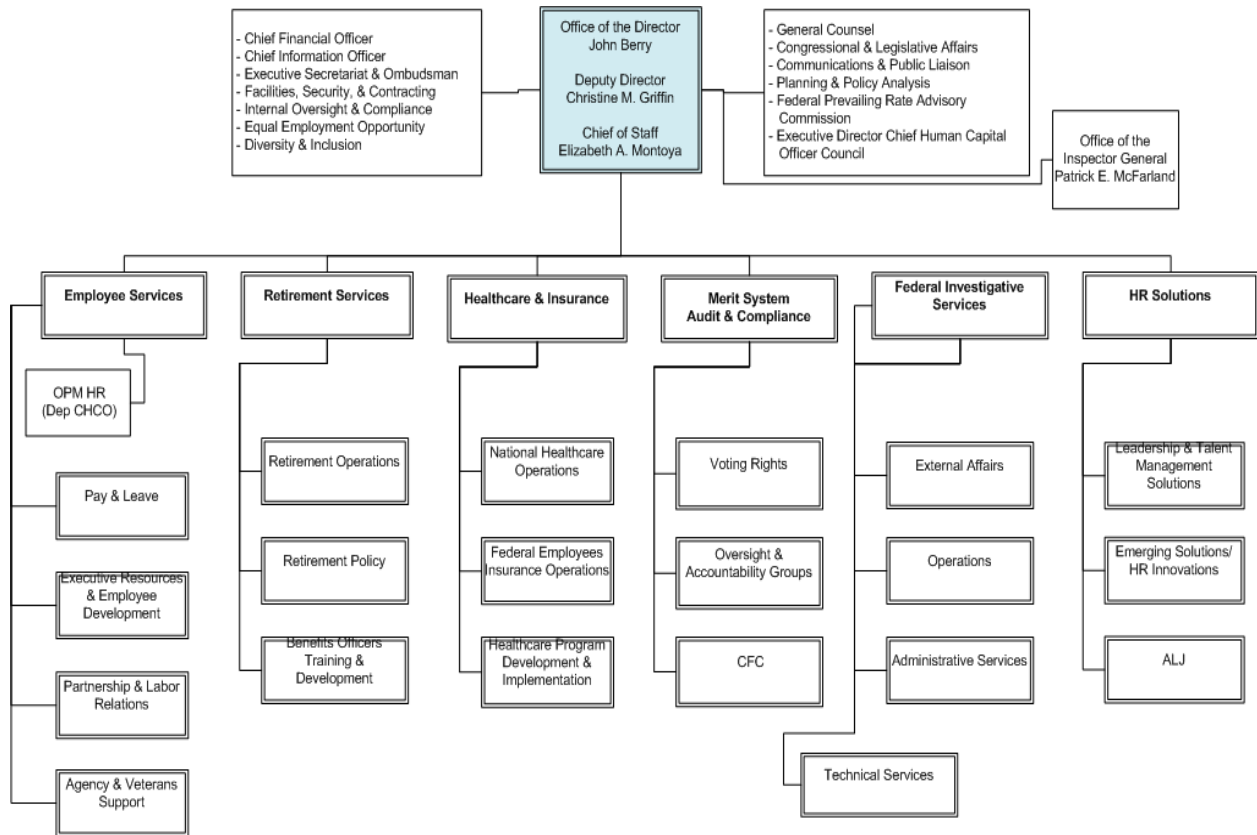 - Chief Financial Officer
- Chief Information Officer
- Executive Secretariat & Ombudsman
- Facilities, Security, & Contracting
- Internal Oversight & Compliance
- Equal Employment Opportunity
- Diversity & Inclusion
Office of the Director
John Berry
Deputy Director
Christine M. Griffin
Chief of Staff
Elizabeth A. Montoya
- General Counsel
- Congressional & Legislative Affairs
- Communications & Public Liaison
- Planning & Policy Analysis
- Federal Prevailing Rate Advisory
Commission
- Executive Director Chief Human Capital
Officer Council
Office of the
Inspector General
Patrick E. McFarland
Employee Services
OPM HR
(Dep CHCO)
Pay & Leave
Executive Resources
& Employee
Development
Partnership & Labor
Relations
Agency & Veterans
Support
Retirement Services
Retirement Operations
Retirement Policy
Benefits Officers
Training &
Development
Healthcare & Insurance
National Healthcare
Operations
Federal Employees
Insurance Operations
Healthcare Program
Development &
Implementation
Merit System
Audit & Compliance
Voting Rights
Oversight &
Accountability Groups
CFC
Federal Investigative
Services
External Affairs
Operations
Administrative Services
Technical Services
HR Solutions
Leadership & Talent
Management
Solutions
Emerging Solutions/
HR Innovations
ALJ